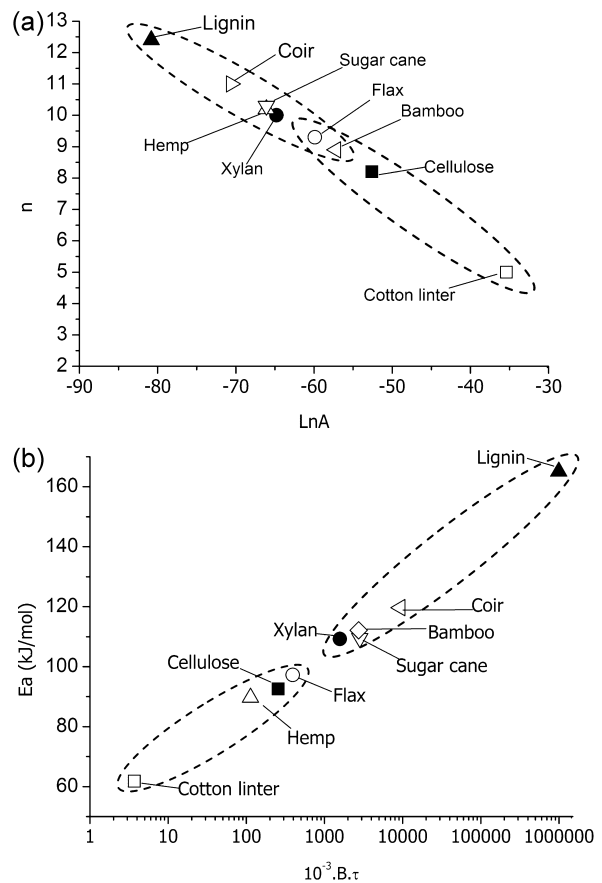 (a)
13
12
11
10
9
8
7
6
5
4
3
2
n
-90
-80
-70
-60
-50
-40
-30
LnA
Lignin
Coir
Sugar cane
Flax
Bamboo
Hemp
Xylan
Cellulose
Cotton linter
(b)
160
140
120
100
80
60
Ea (kJ/mol)
1
10
100
1000
10000
100000
1000000
10⁻³.B.τ
Lignin
Coir
Xylan
Bamboo
Sugar cane
Cellulose
Flax
Hemp
Cotton linter